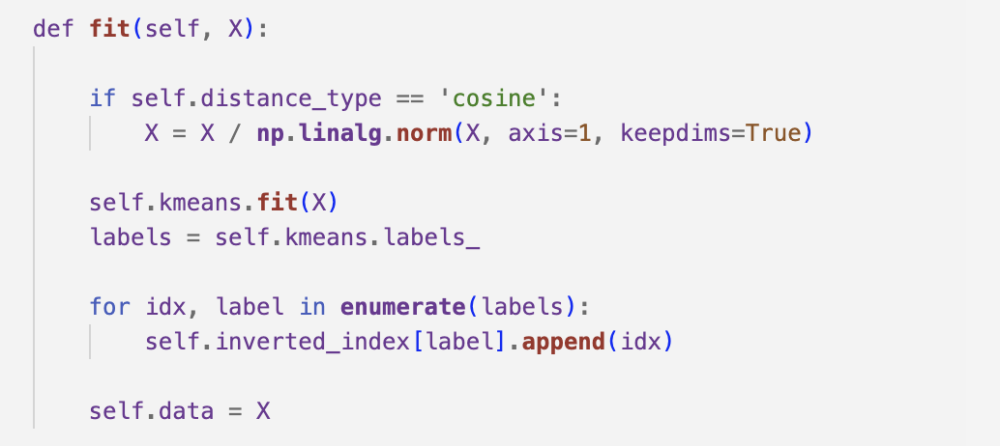 def fit(self, X):
if self.distance_type == 'cosine':
X = X / np.linalg.norm(X, axis=1, keepdims=True)
self.kmeans.fit(X)
labels = self.kmeans.labels_
for idx, label in enumerate(labels):
self.inverted_index[label].append(idx)
self.data = X